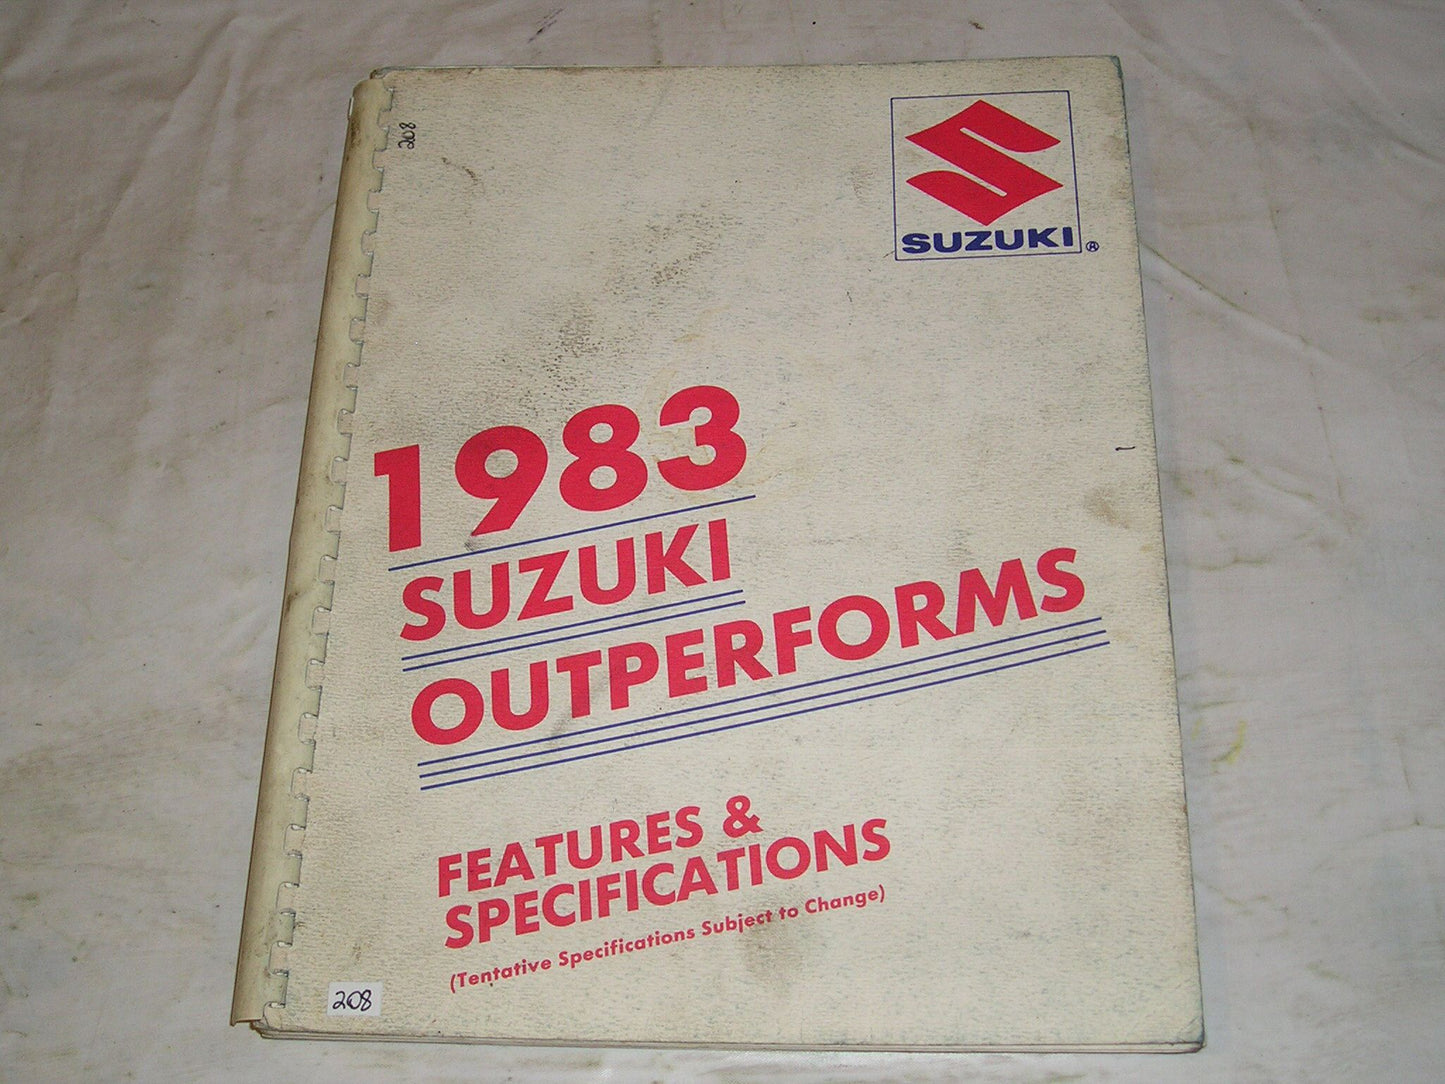 208
SUZUKI®
1983
SUZUKI
OUTPERFORMS
FEATURES &
SPECIFICATIONS
(Tentative Specifications Subject to Change)
208